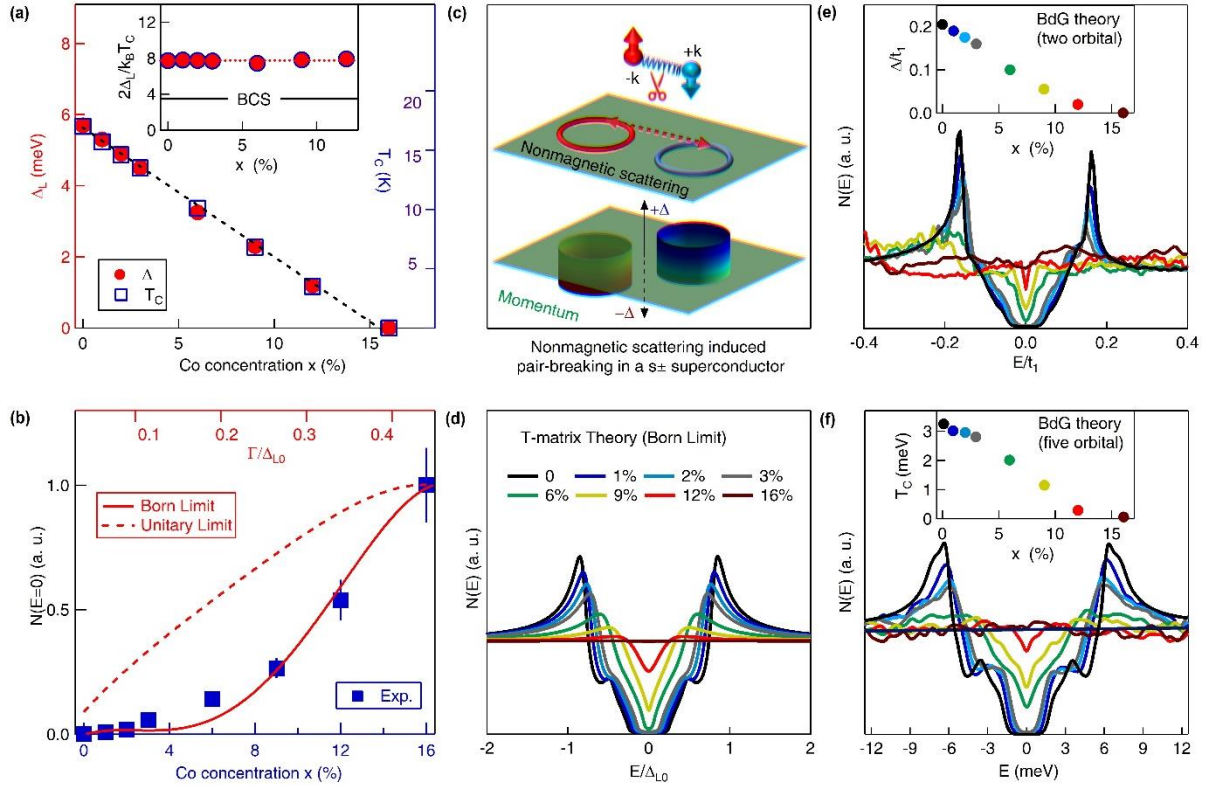 (a)
12
8
4
0
2Δ_L/k_BT_C
BCS
0 5 10
x (%)
8
6
4
2
0
Δ_L (meV)
20
15
10
5
T_C (K)
Δ
T_C
0 5 10 15
Co concentration x (%)
(b)
0.1 0.2 0.3 0.4
Γ/Δ_L0
Born Limit
Unitary Limit
Exp.
1.0
0.5
0.0
N(E=0) (a. u.)
0 4 8 12 16
Co concentration x (%)
(c)
-k
+k
Nonmagnetic scattering
+Δ
−Δ
Momentum
Nonmagnetic scattering induced
pair-breaking in a s± superconductor
(d)
T-matrix Theory (Born Limit)
0 1% 2% 3%
6% 9% 12% 16%
N(E) (a. u.)
-2 -1 0 1 2
E/Δ_L0
(e)
BdG theory
(two orbital)
0.2
0.1
0.0
Δ/t₁
0 5 10 15
x (%)
N(E) (a. u.)
-0.4 -0.2 0.0 0.2 0.4
E/t₁
(f)
BdG theory
(five orbital)
3
2
1
0
T_C (meV)
0 5 10 15
x (%)
N(E) (a. u.)
-12 -9 -6 -3 0 3 6 9 12
E (meV)